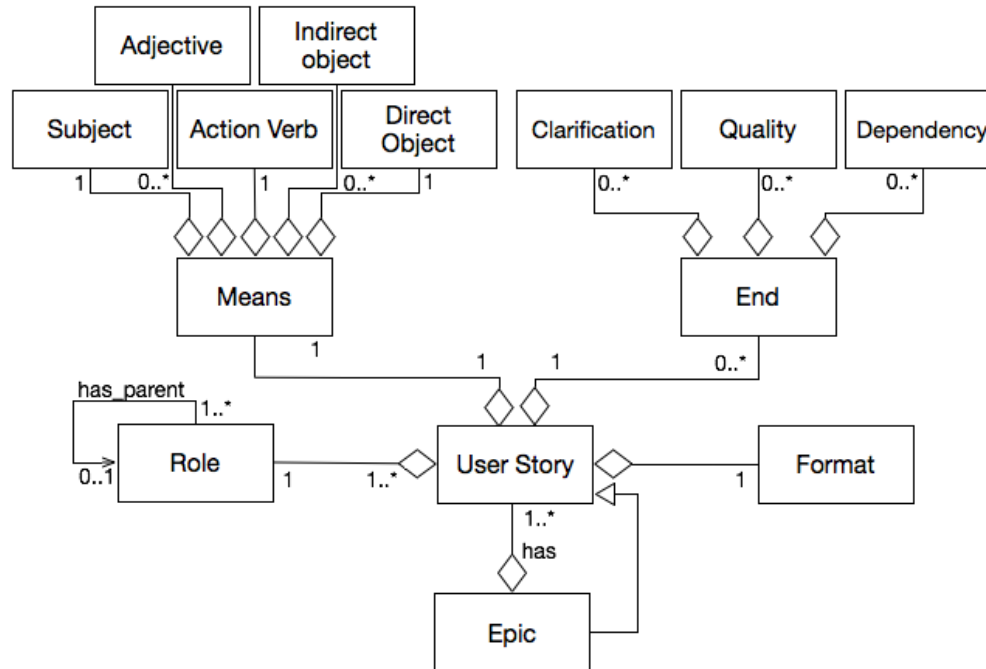 Adjective
Indirect
object
Subject
Action Verb
Direct
Object
Clarification
Quality
Dependency
1
0..*
1
0..*
1
0..*
0..*
0..*
Means
End
1
1
1
0..*
has_parent
1..*
Role
User Story
Format
0..1
1
1..*
1
1..*
has
Epic